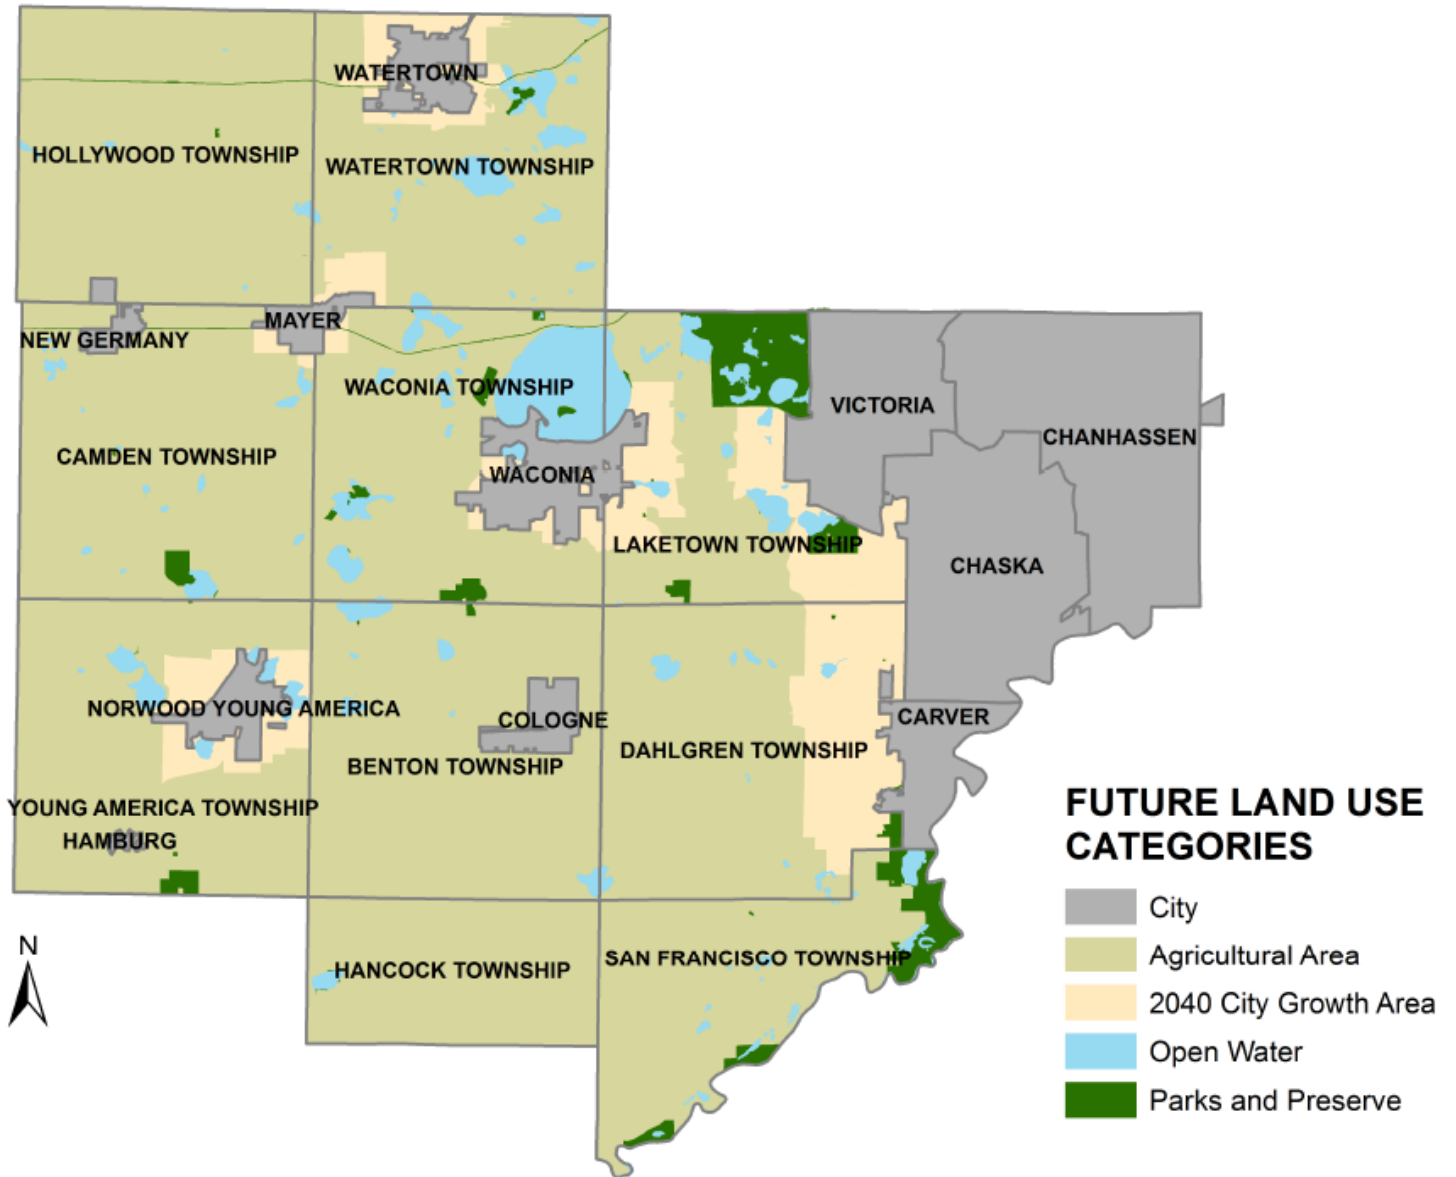 WATERTOWN
HOLLYWOOD TOWNSHIP
WATERTOWN TOWNSHIP
MAYER
NEW GERMANY
WACONIA TOWNSHIP
VICTORIA
CHANHASSEN
CAMDEN TOWNSHIP
WACONIA
LAKETOWN TOWNSHIP
CHASKA
NORWOOD YOUNG AMERICA
COLOGNE
CARVER
DAHLGREN TOWNSHIP
BENTON TOWNSHIP
YOUNG AMERICA TOWNSHIP
HAMBURG
FUTURE LAND USE
CATEGORIES
City
Agricultural Area
2040 City Growth Area
Open Water
Parks and Preserve
N
HANCOCK TOWNSHIP
SAN FRANCISCO TOWNSHIP